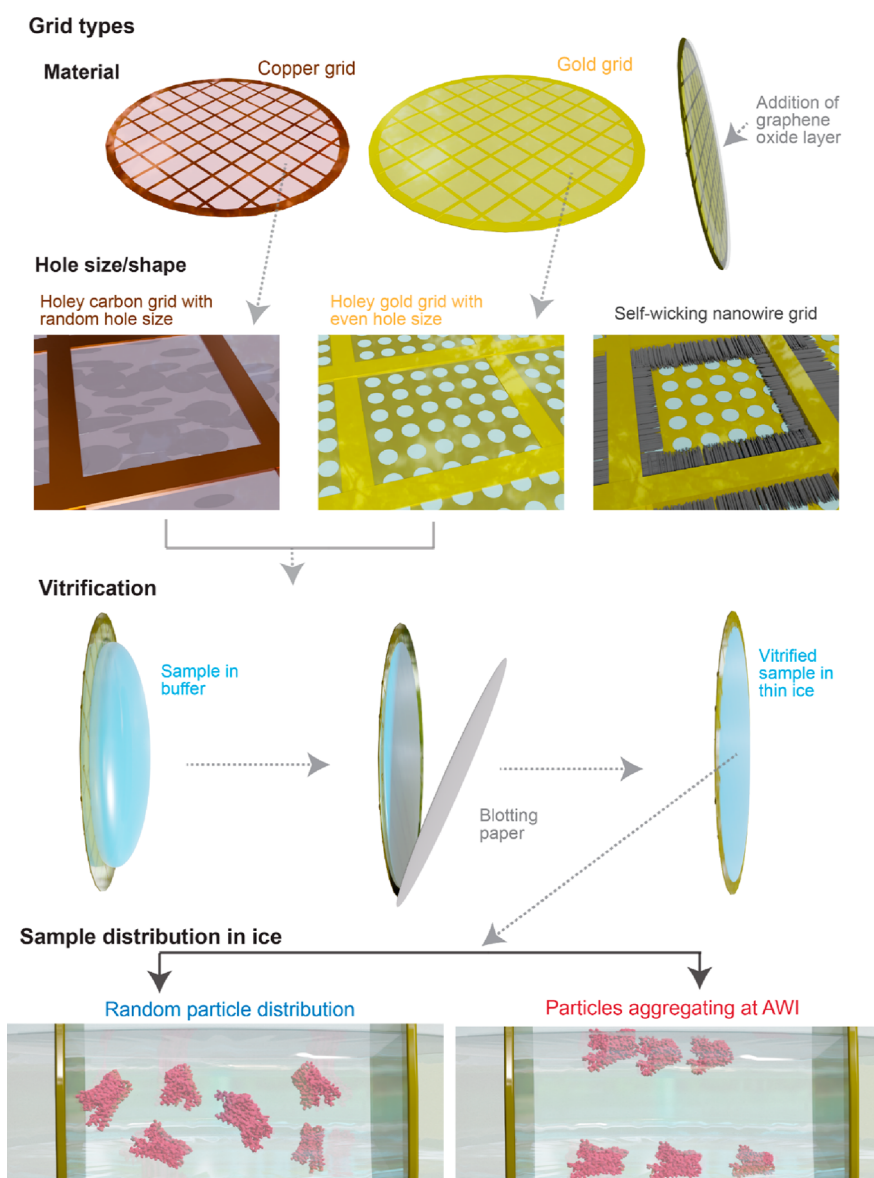 Grid types
Material
Copper grid
Gold grid
Addition of
graphene
oxide layer
Hole size/shape
Holey carbon grid with
random hole size
Holey gold grid with
even hole size
Self-wicking nanowire grid
Vitrification
Sample in
buffer
Blotting
paper
Vitrified
sample in
thin ice
Sample distribution in ice
Random particle distribution
Particles aggregating at AWI